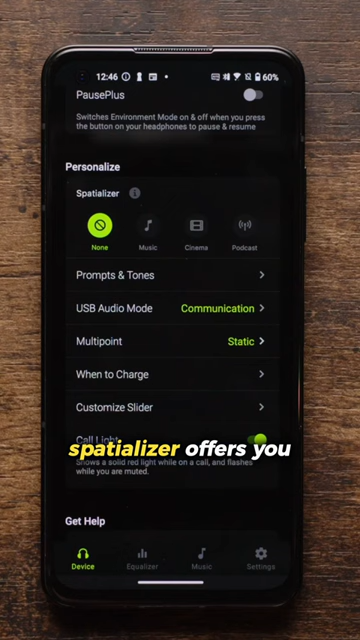 12:46
60%
PausePlus
Switches Environment Mode on & off when you press
the button on your headphones to pause & resume
Personalize
Spatializer
None
Music
Cinema
Podcast
Prompts & Tones
USB Audio Mode
Communication
Multipoint
Static
When to Charge
Customize Slider
Call Light
spatializer offers you
Shows a solid red light while on a call, and flashes
while you are muted.
Get Help
Device
Equalizer
Music
Settings